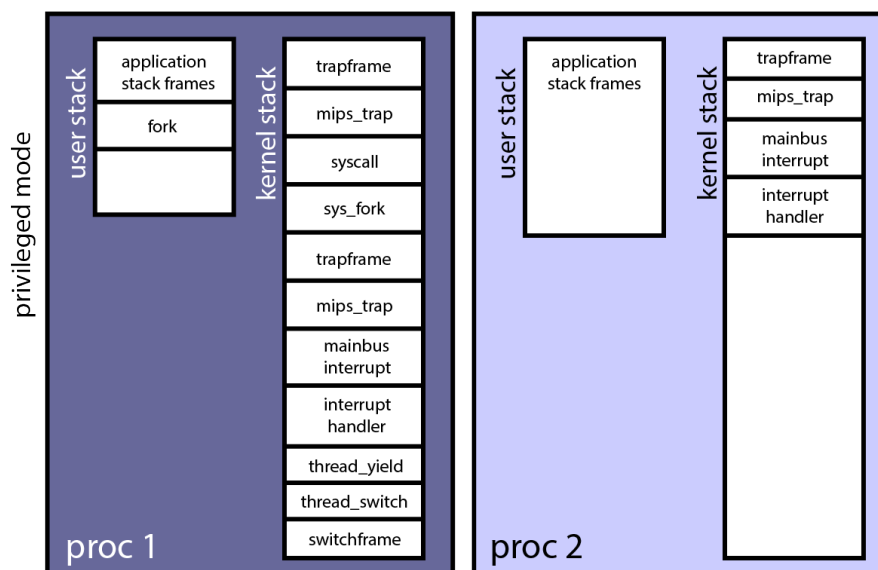 privileged mode
user stack
application
stack frames
fork
kernel stack
trapframe
mips_trap
syscall
sys_fork
trapframe
mips_trap
mainbus
interrupt
interrupt
handler
thread_yield
thread_switch
switchframe
proc 1
user stack
application
stack frames
kernel stack
trapframe
mips_trap
mainbus
interrupt
interrupt
handler
proc 2